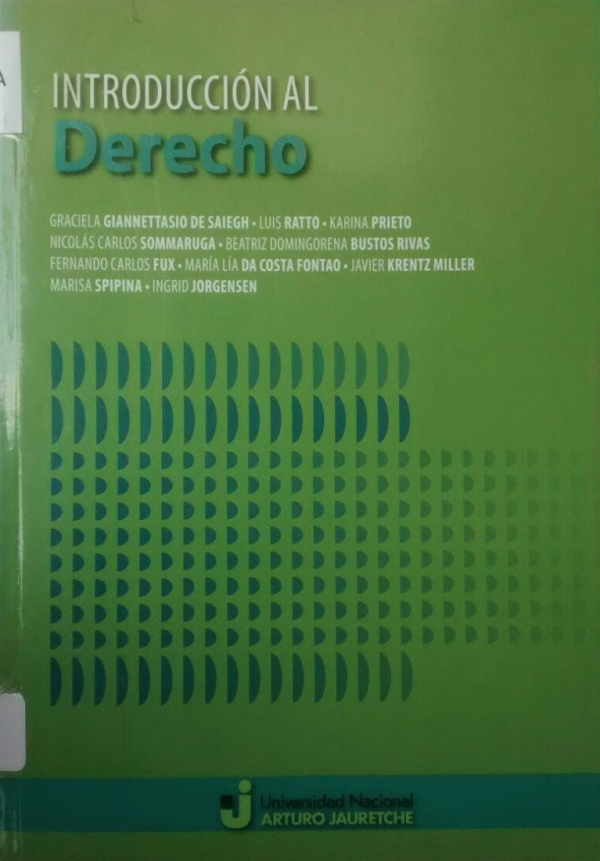 A
INTRODUCCIÓN AL
Derecho
GRACIELA GIANNETTASIO DE SAIEGH • LUIS RATTO • KARINA PRIETO
NICOLÁS CARLOS SOMMARUGA • BEATRIZ DOMINGORENA BUSTOS RIVAS
FERNANDO CARLOS FUX • MARÍA LÍA DA COSTA FONTAO • JAVIER KRENTZ MILLER
MARISA SPIPINA • INGRID JORGENSEN
Universidad Nacional
ARTURO JAURETCHE